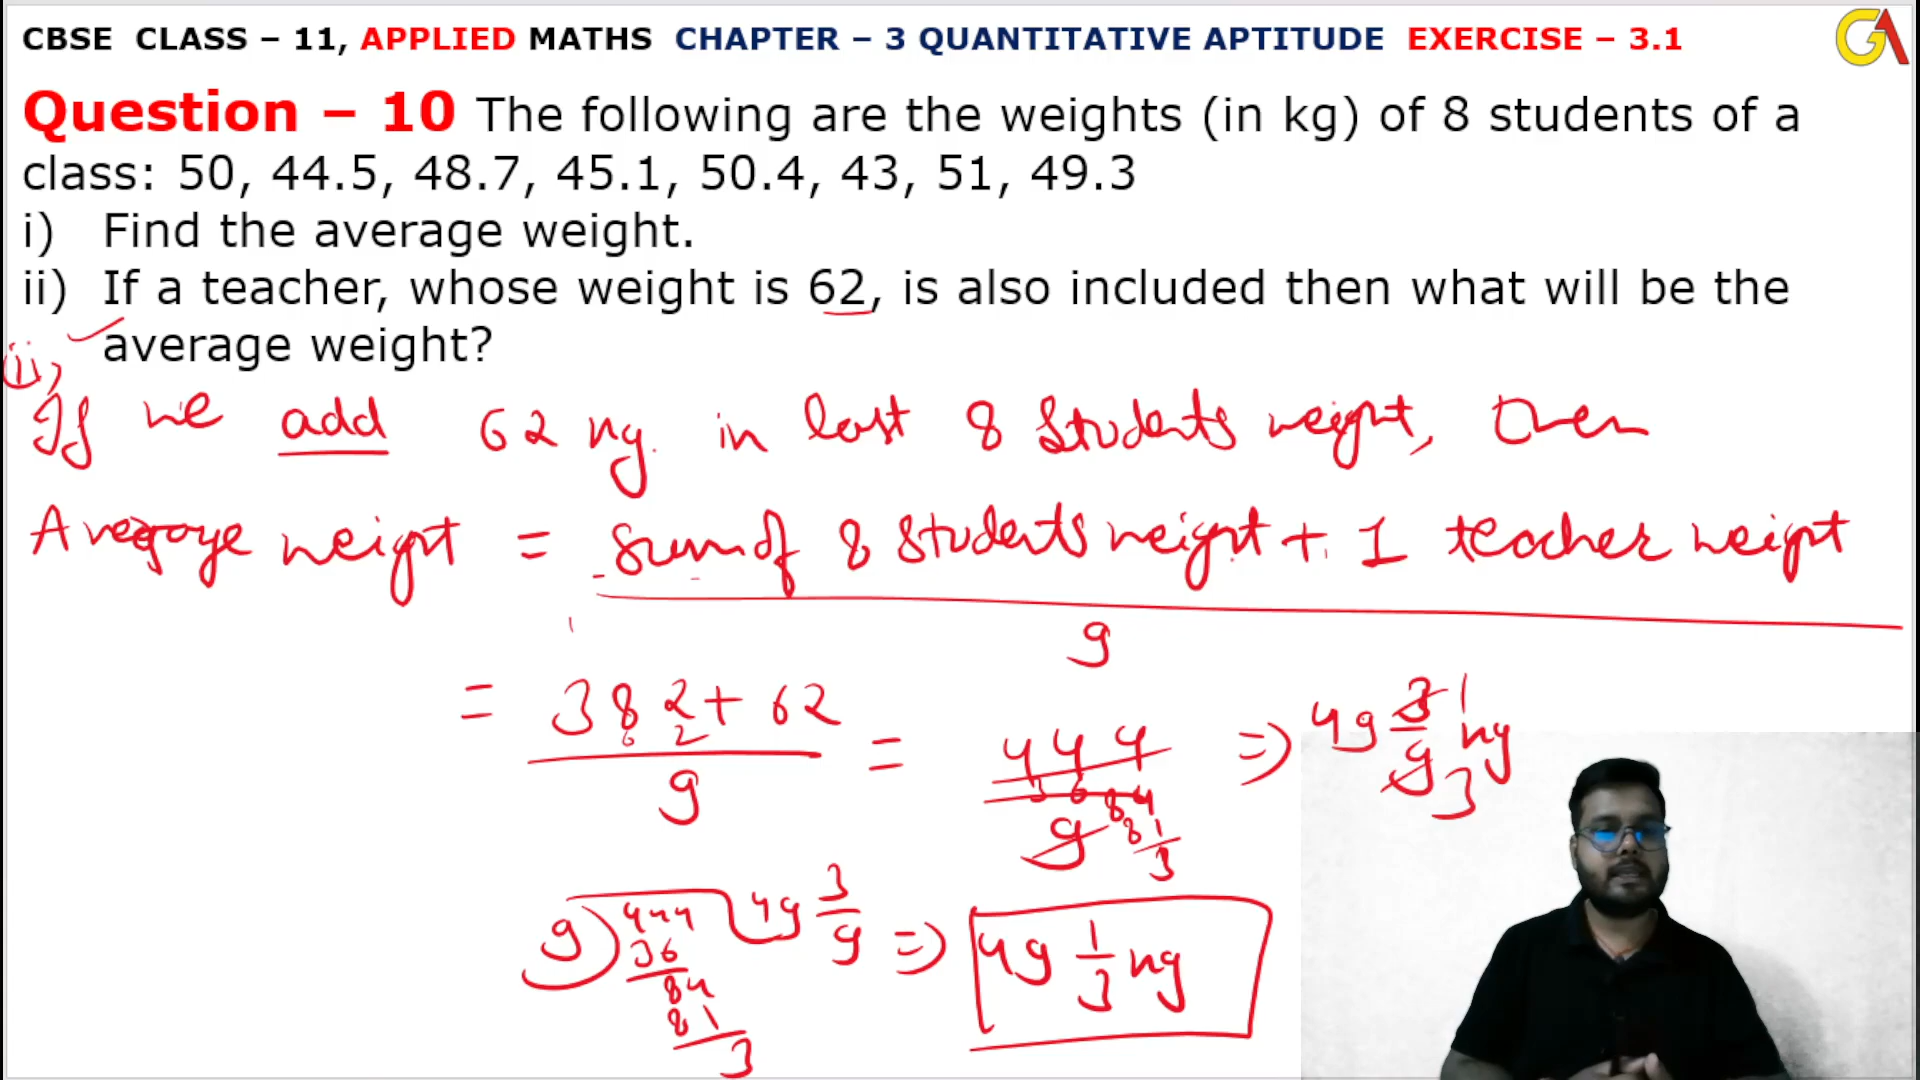 CBSE CLASS – 11, APPLIED MATHS CHAPTER – 3 QUANTITATIVE APTITUDE EXERCISE – 3.1
GA
Question – 10 The following are the weights (in kg) of 8 students of a
class: 50, 44.5, 48.7, 45.1, 50.4, 43, 51, 49.3
i) Find the average weight.
ii) If a teacher, whose weight is 62, is also included then what will be the
average weight?
(ii)
If we add 62 kg. in last 8 students weight, then
Average weight = sum of 8 students weight + 1 teacher weight
9
= 382 + 62
9
= 444
9
⇒ 49 3/9 kg
1
3
9) 444 (49 3/9 ⇒ 49 1/3 kg
36
84
81
3